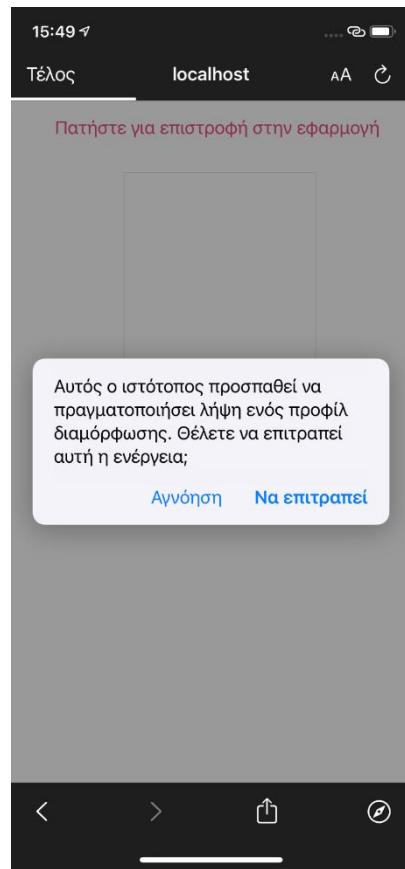 15:49
Τέλος localhost AA
Πατήστε για επιστροφή στην εφαρμογή
Αυτός ο ιστότοπος προσπαθεί να
πραγματοποιήσει λήψη ενός προφίλ
διαμόρφωσης. Θέλετε να επιτραπεί
αυτή η ενέργεια;
Αγνόηση Να επιτραπεί